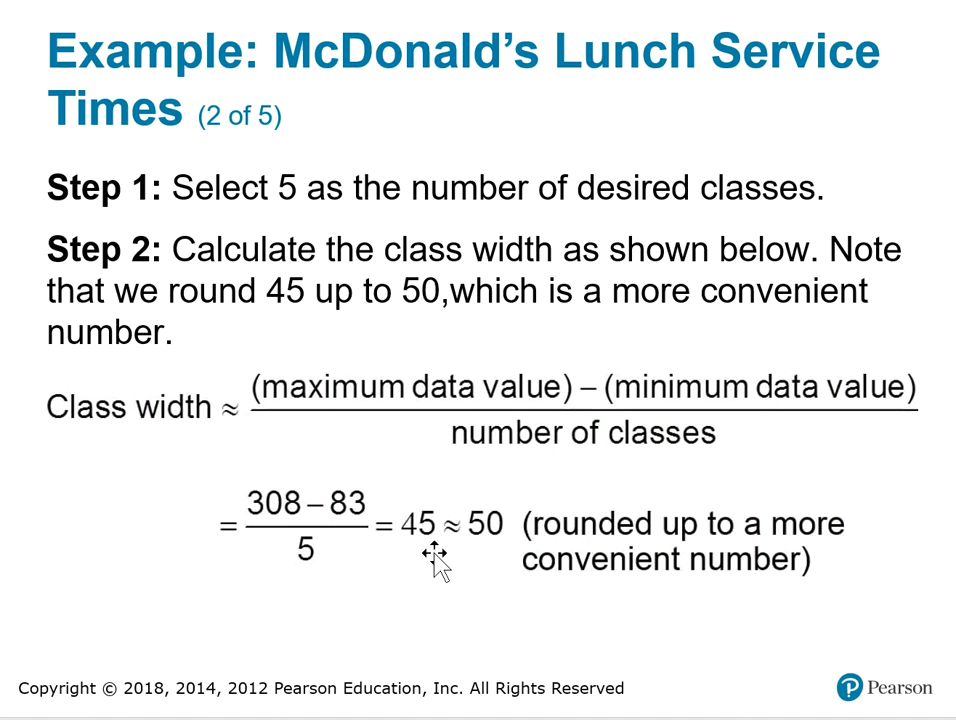 Example: McDonald’s Lunch Service
Times (2 of 5)
Step 1: Select 5 as the number of desired classes.
Step 2: Calculate the class width as shown below. Note
that we round 45 up to 50,which is a more convenient
number.
Class width ≈ (maximum data value) – (minimum data value)
number of classes
= 308 – 83
5
= 45 ≈ 50 (rounded up to a more
convenient number)
Copyright © 2018, 2014, 2012 Pearson Education, Inc. All Rights Reserved
P Pearson